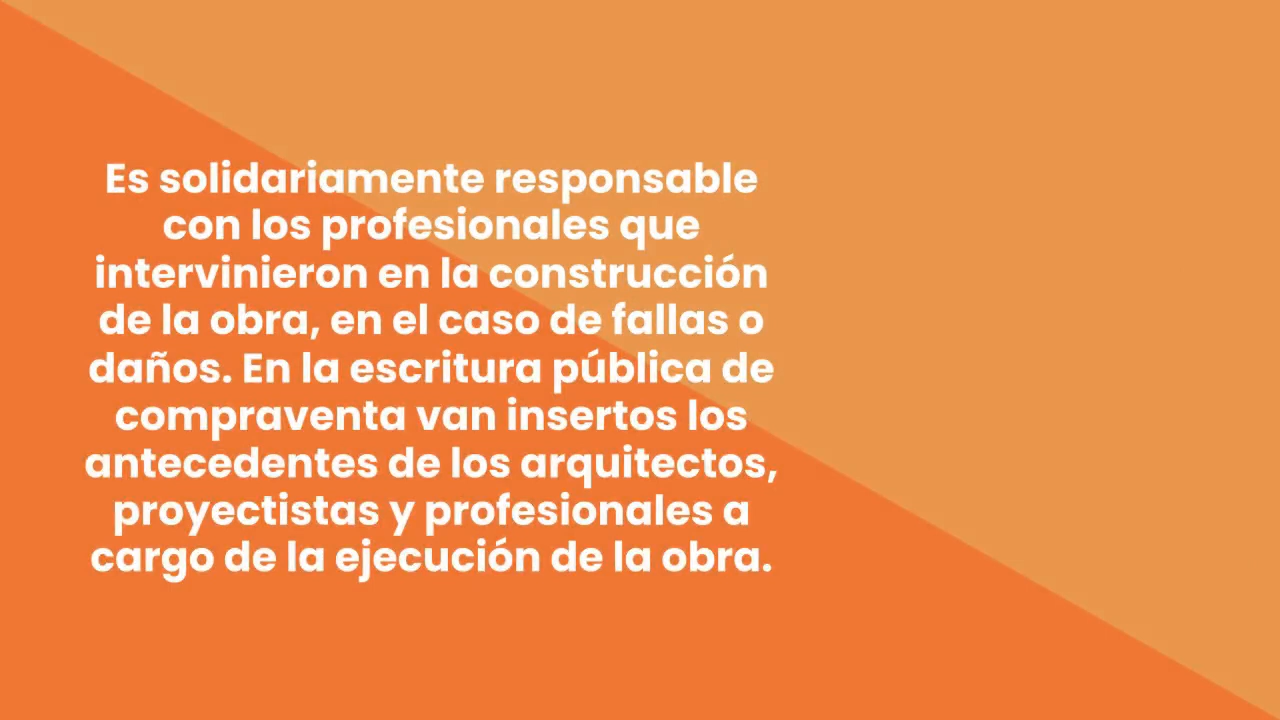 Es solidariamente responsable
con los profesionales que
intervinieron en la construcción
de la obra, en el caso de fallas o
daños. En la escritura pública de
compraventa van insertos los
antecedentes de los arquitectos,
proyectistas y profesionales a
cargo de la ejecución de la obra.